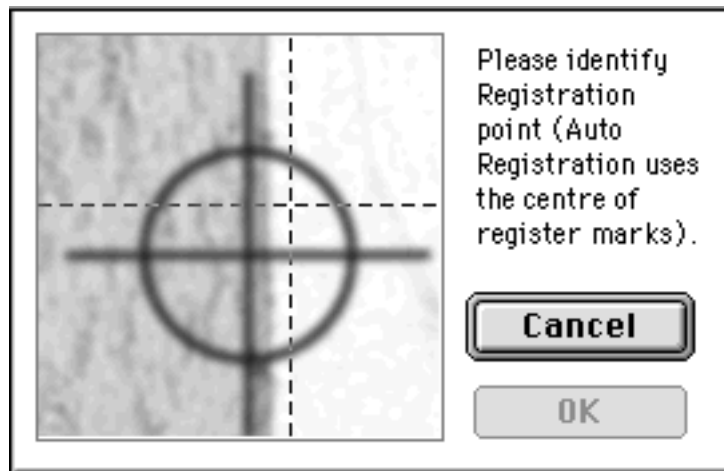 Please identify
Registration
point (Auto
Registration uses
the centre of
register marks).
Cancel
OK